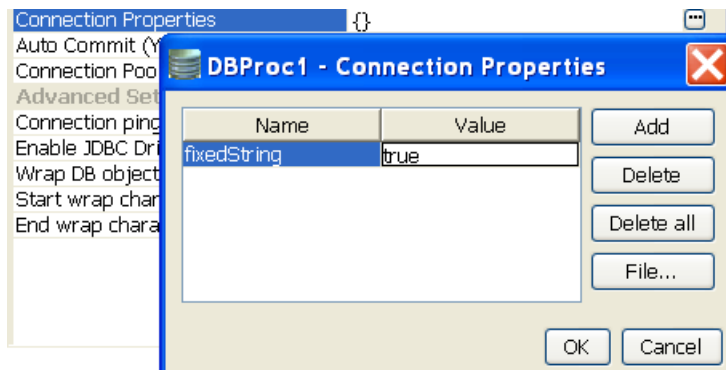 Connection Properties {} ...
Auto Commit (Y
Connection Poo
Advanced Set
Connection ping
Enable JDBC Dri
Wrap DB object
Start wrap char
End wrap chara
DBProc1 - Connection Properties
Name Value
fixedString true
Add
Delete
Delete all
File...
OK Cancel